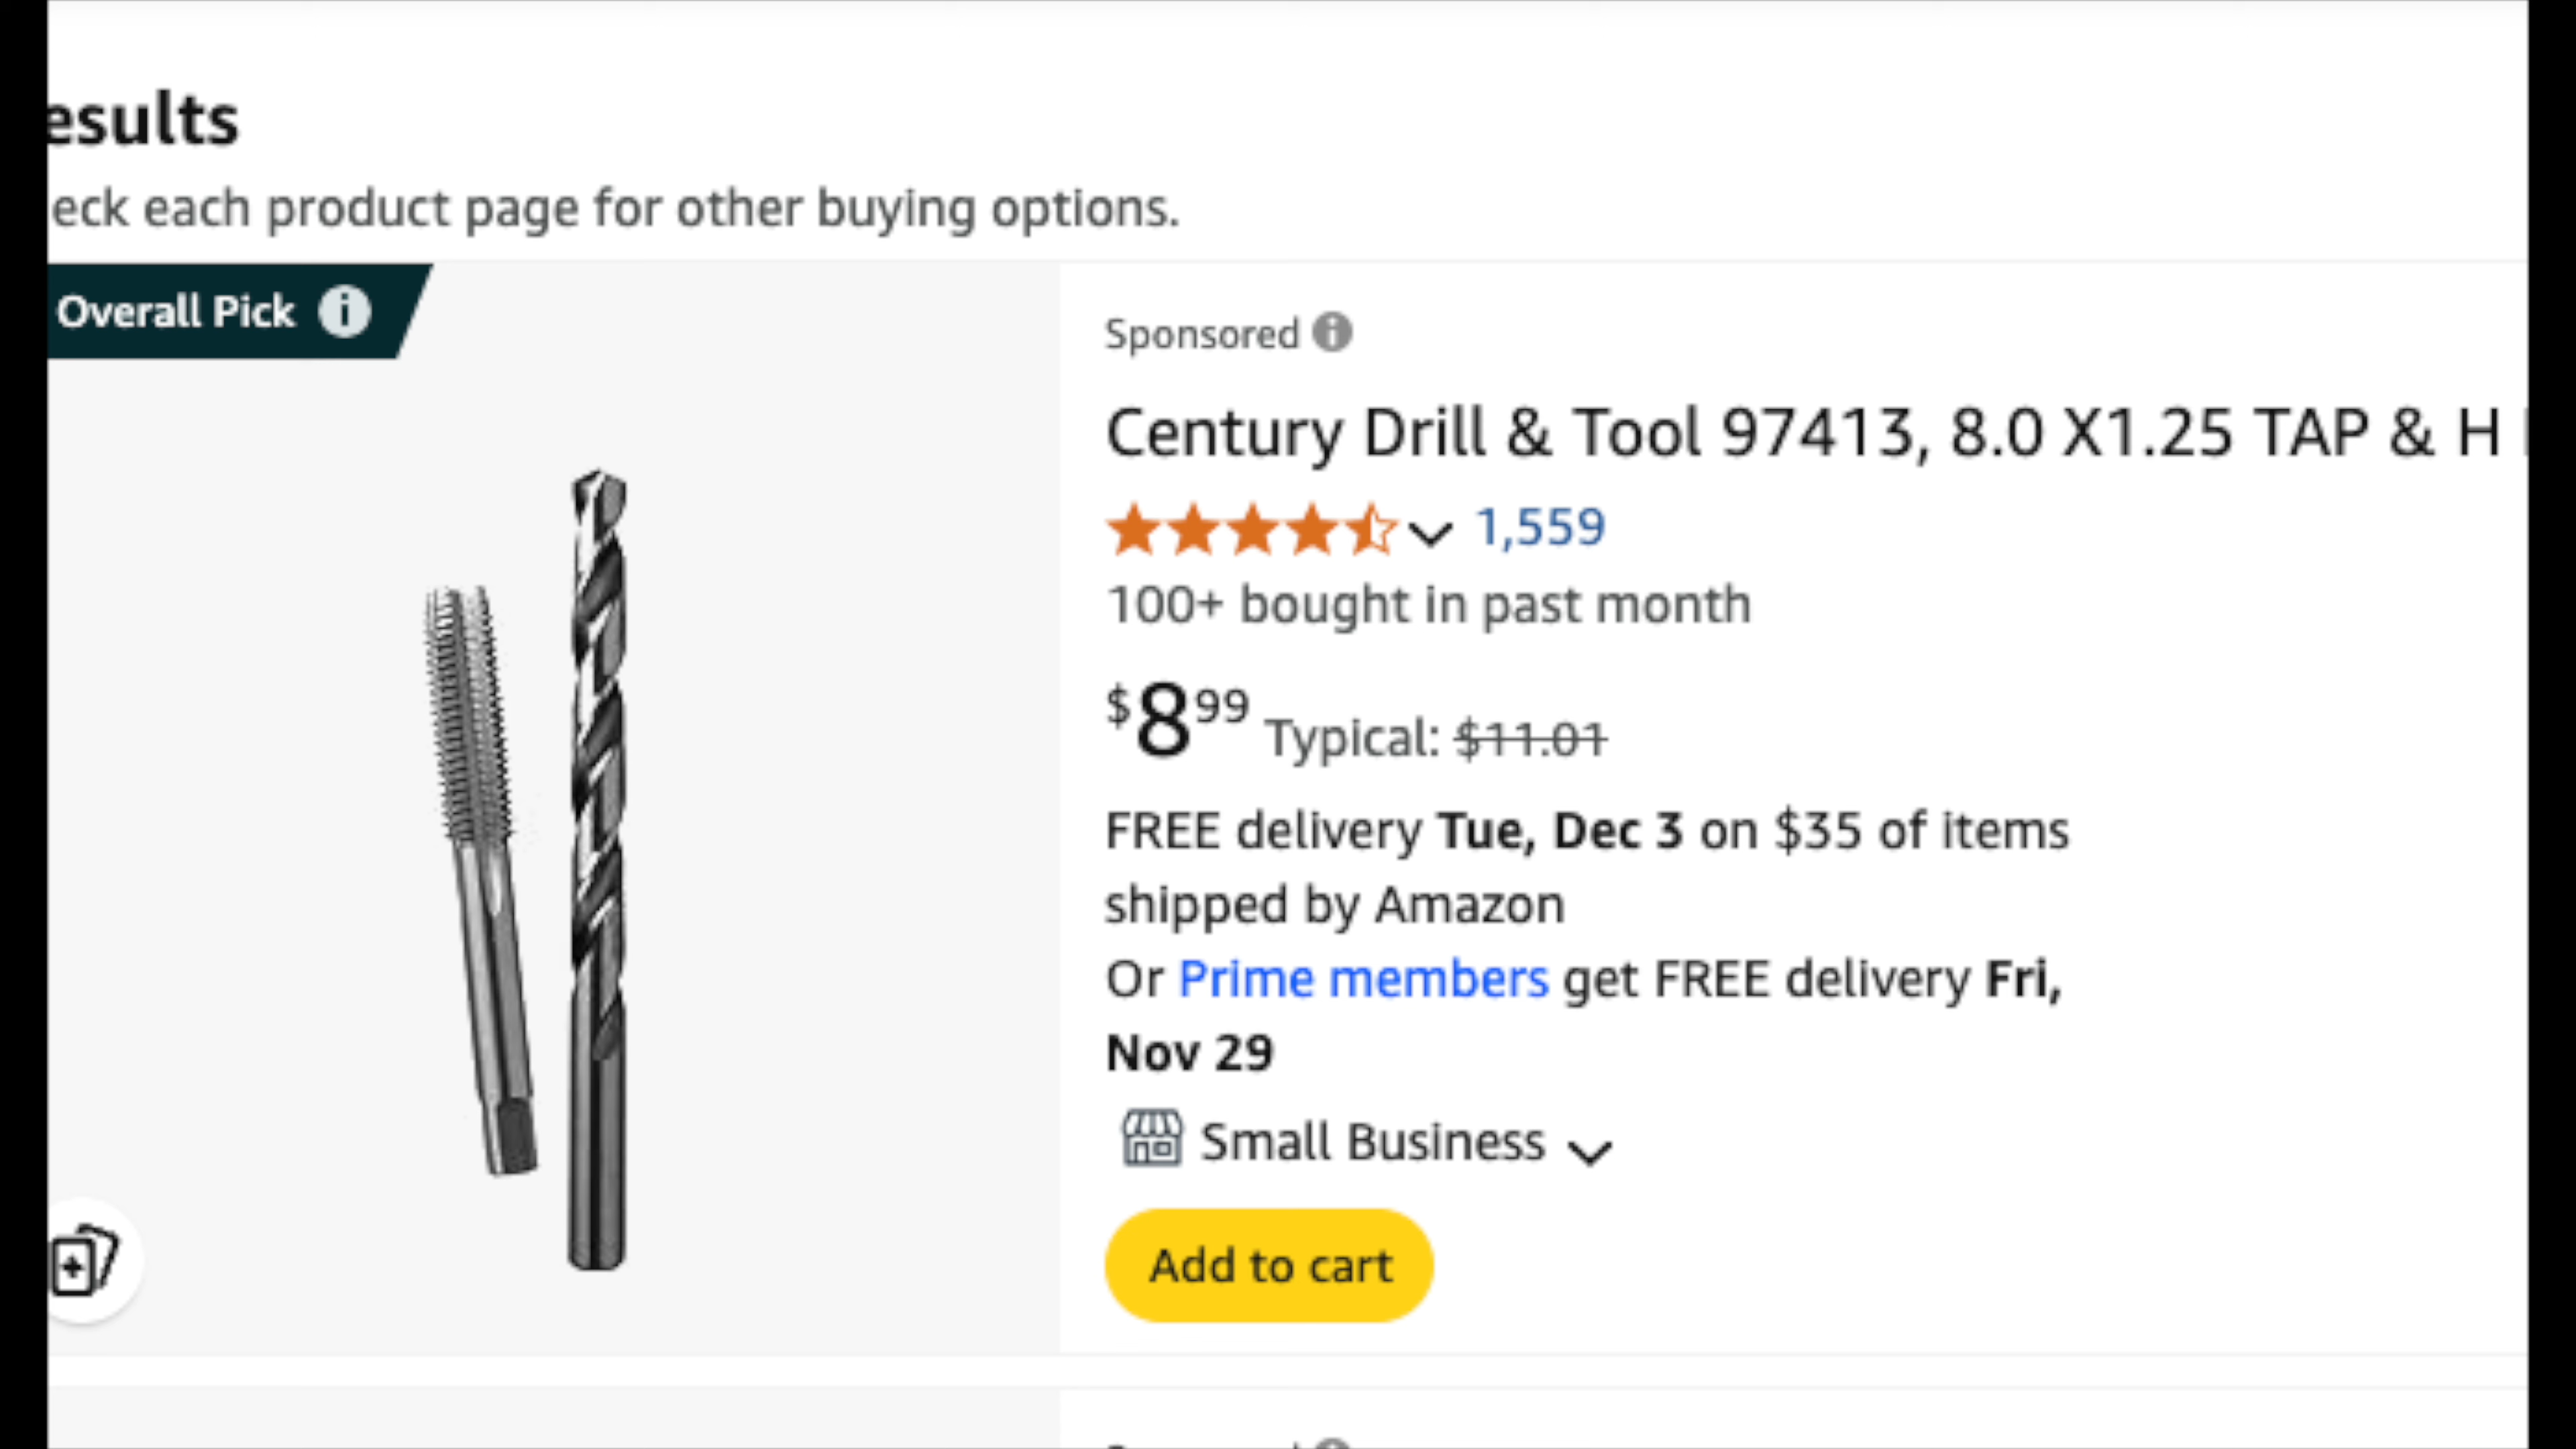 esults
eck each product page for other buying options.
Overall Pick
Sponsored
Century Drill & Tool 97413, 8.0 X1.25 TAP & H
1,559
100+ bought in past month
$8.99 Typical: $11.01
FREE delivery Tue, Dec 3 on $35 of items
shipped by Amazon
Or Prime members get FREE delivery Fri,
Nov 29
Small Business
Add to cart